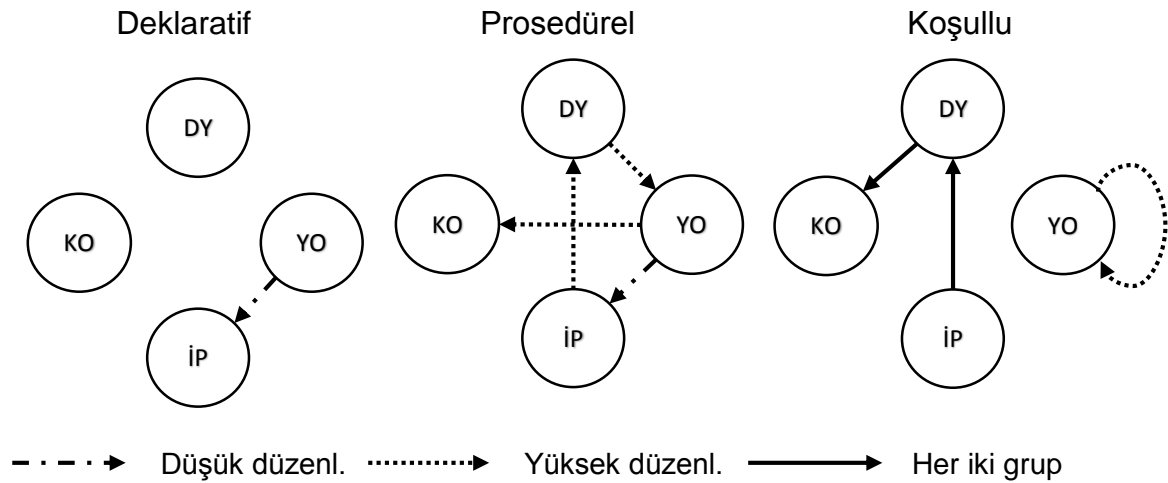 Deklaratif
Prosedürel
Koşullu
DY
KO
YO
İP
DY
KO
YO
İP
DY
KO
YO
İP
Düşük düzenl.
Yüksek düzenl.
Her iki grup